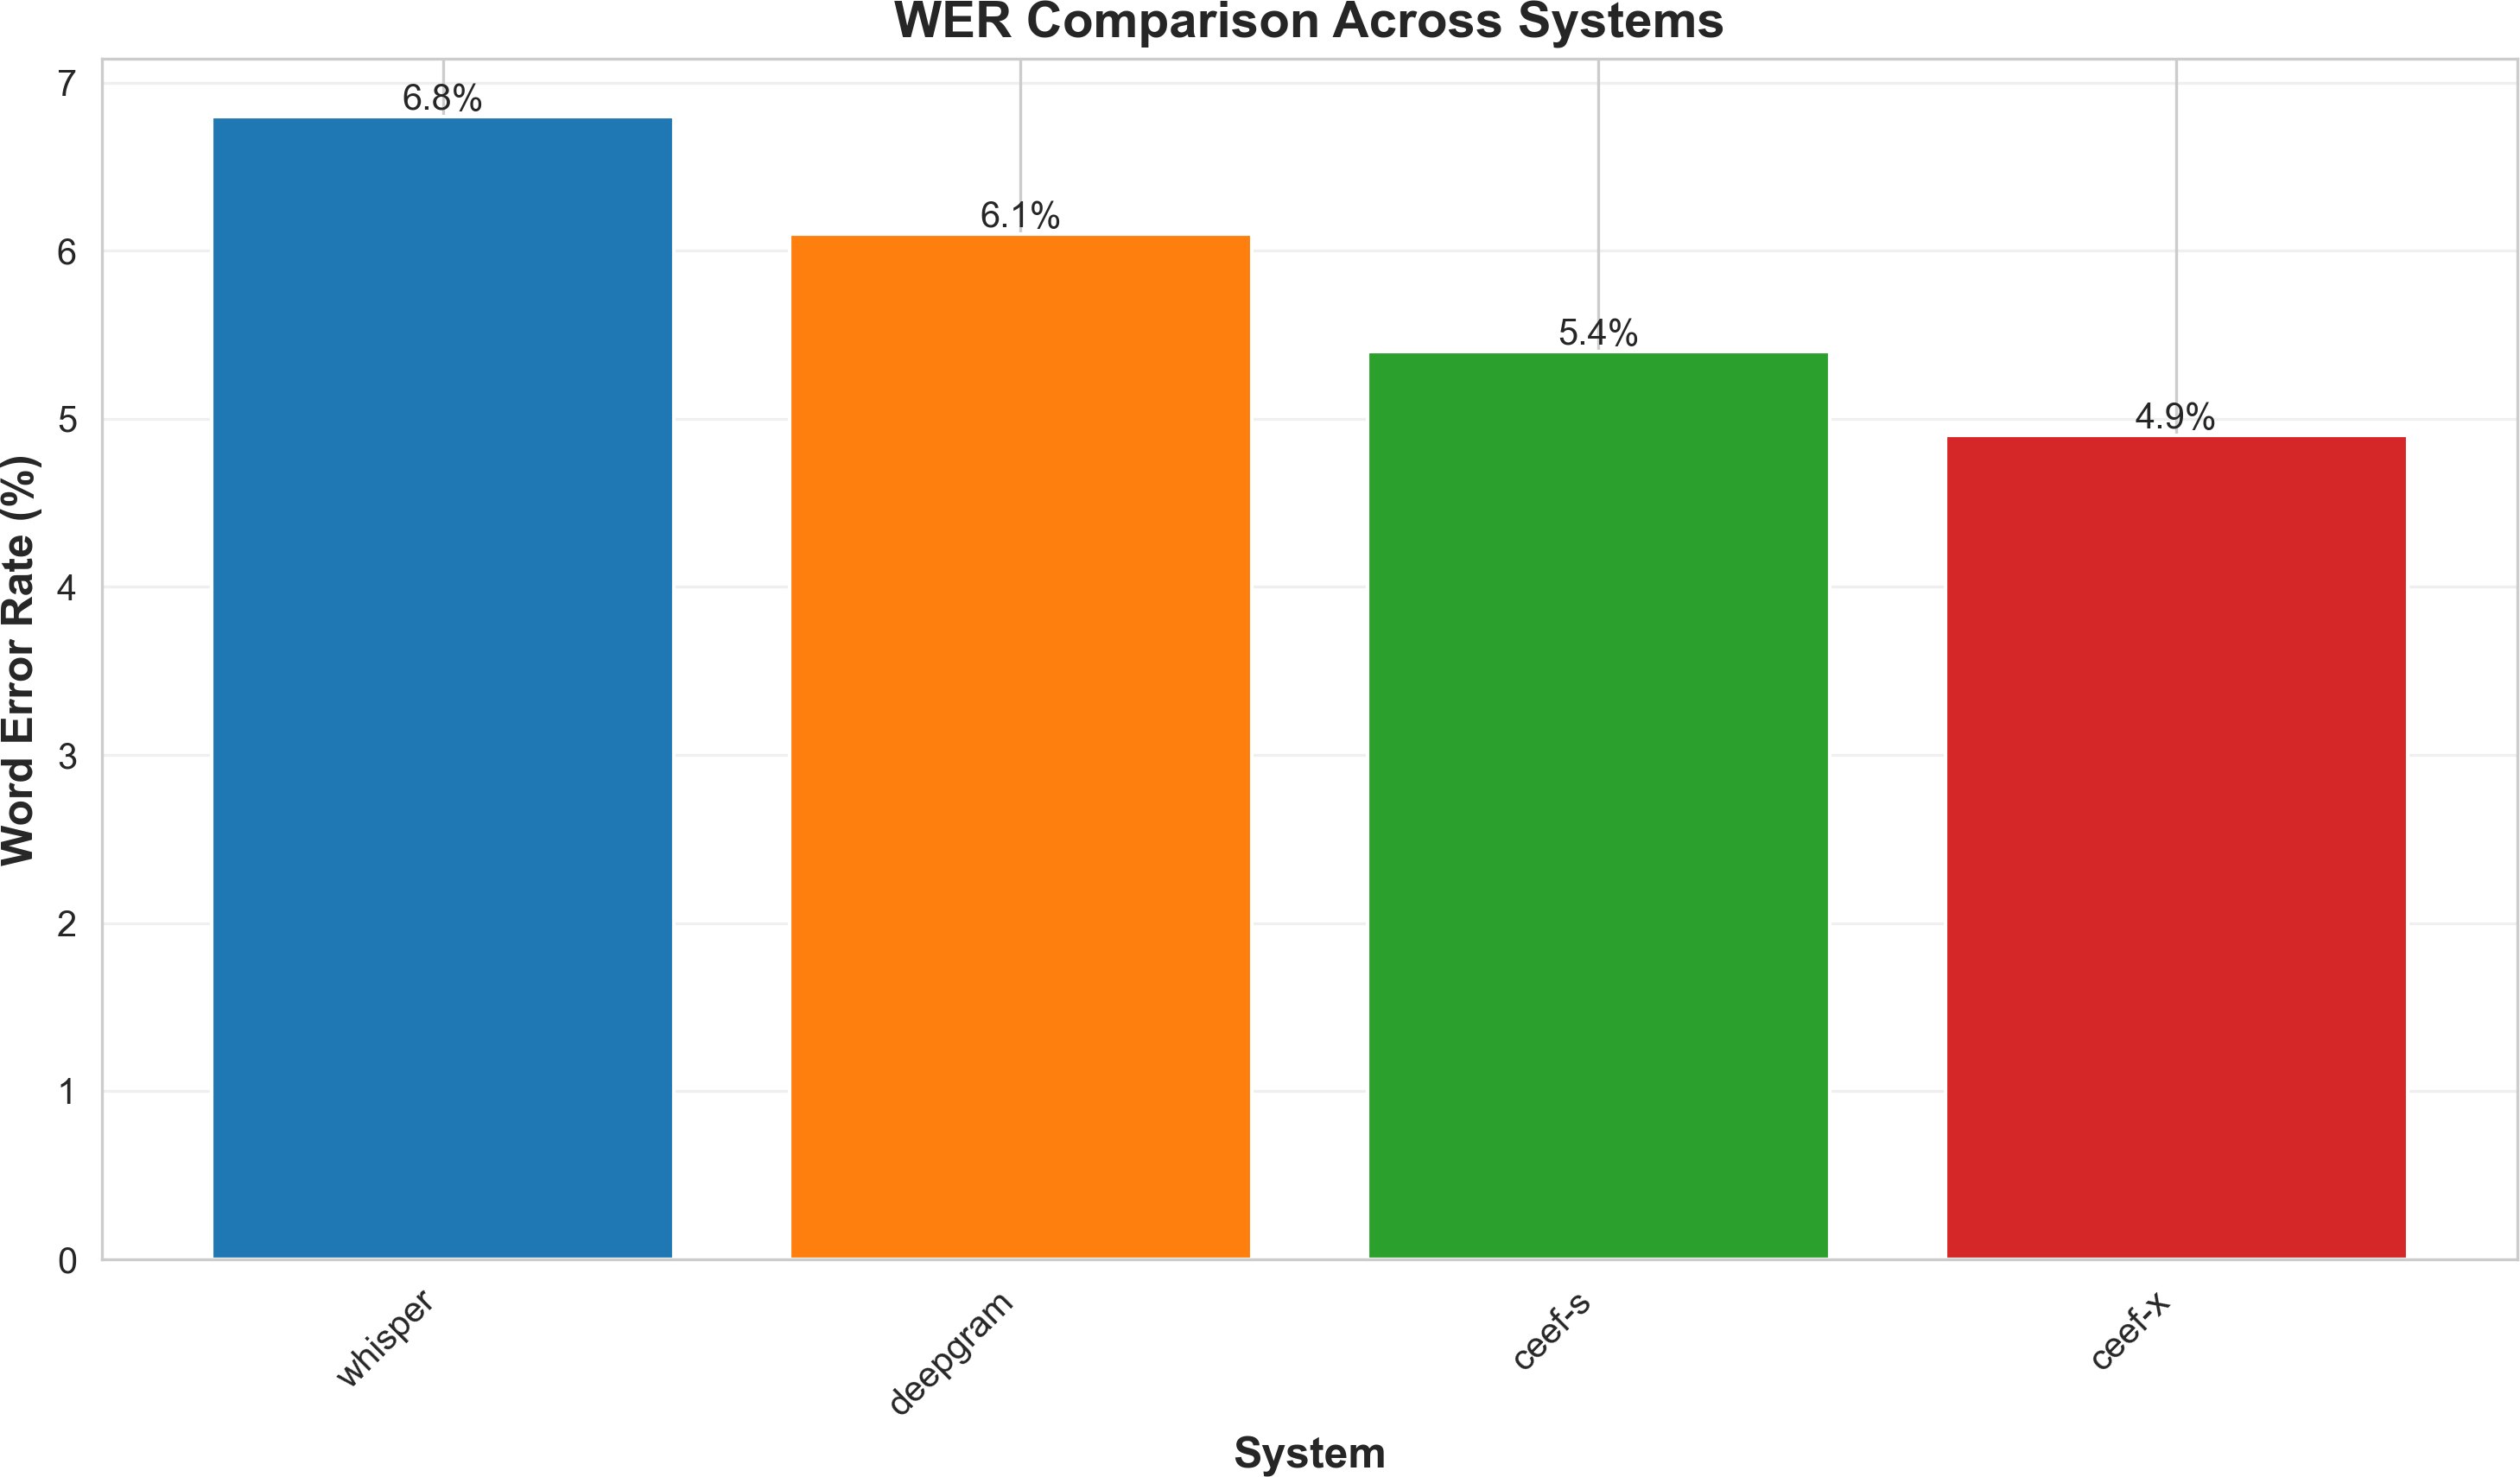 WER Comparison Across Systems
Word Error Rate (%)
7
6
5
4
3
2
1
0
6.8%
6.1%
5.4%
4.9%
whisper
deepgram
ceef-s
ceef-x
System